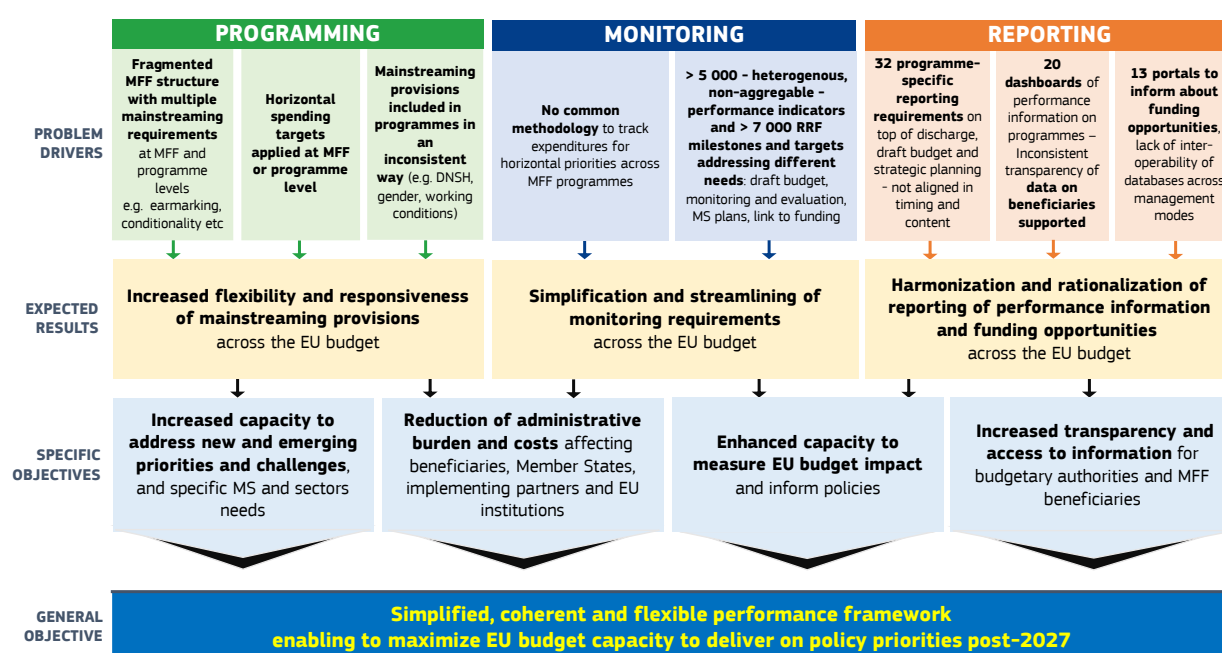 PROGRAMMING
MONITORING
REPORTING
PROBLEM
DRIVERS
Fragmented
MFF structure
with multiple
mainstreaming
requirements
at MFF and
programme
levels
e.g. earmarking,
conditionality etc
Horizontal
spending
targets
applied at MFF
or programme
level
Mainstreaming
provisions
included in
programmes in
an
inconsistent
way (e.g. DNSH,
gender, working
conditions)
No common
methodology to track
expenditures for
horizontal priorities across
MFF programmes
> 5 000 - heterogenous,
non-aggregable -
performance indicators
and > 7 000 RRF
milestones and targets
addressing different
needs: draft budget,
monitoring and evaluation,
MS plans, link to funding
32 programme-
specific
reporting
requirements on
top of discharge,
draft budget and
strategic planning
- not aligned in
timing and
content
20
dashboards of
performance
information on
programmes –
Inconsistent
transparency of
data on
beneficiaries
supported
13 portals to
inform about
funding
opportunities,
lack of inter-
operability of
databases across
management
modes
EXPECTED
RESULTS
Increased flexibility and responsiveness
of mainstreaming provisions
across the EU budget
Simplification and streamlining of
monitoring requirements
across the EU budget
Harmonization and rationalization of
reporting of performance information
and funding opportunities
across the EU budget
SPECIFIC
OBJECTIVES
Increased capacity to
address new and emerging
priorities and challenges,
and specific MS and sectors
needs
Reduction of administrative
burden and costs affecting
beneficiaries, Member States,
implementing partners and EU
institutions
Enhanced capacity to
measure EU budget impact
and inform policies
Increased transparency and
access to information for
budgetary authorities and MFF
beneficiaries
GENERAL
OBJECTIVE
Simplified, coherent and flexible performance framework
enabling to maximize EU budget capacity to deliver on policy priorities post-2027